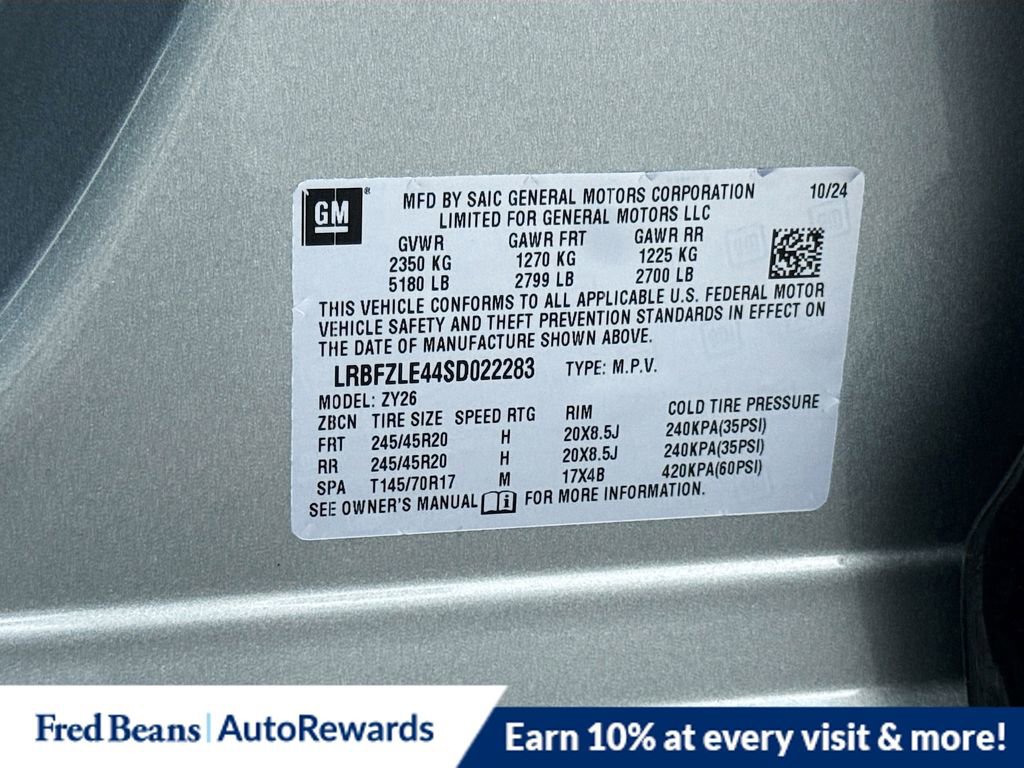 GM ®
MFD BY SAIC GENERAL MOTORS CORPORATION 10/24
LIMITED FOR GENERAL MOTORS LLC
GVWR GAWR FRT GAWR RR
2350 KG 1270 KG 1225 KG
5180 LB 2799 LB 2700 LB
THIS VEHICLE CONFORMS TO ALL APPLICABLE U.S. FEDERAL MOTOR
VEHICLE SAFETY AND THEFT PREVENTION STANDARDS IN EFFECT ON
THE DATE OF MANUFACTURE SHOWN ABOVE.
LRBFZLE44SD022283 TYPE: M.P.V.
MODEL: ZY26
ZBCN TIRE SIZE SPEED RTG RIM COLD TIRE PRESSURE
FRT 245/45R20 H 20X8.5J 240KPA(35PSI)
RR 245/45R20 H 20X8.5J 240KPA(35PSI)
SPA T145/70R17 M 17X4B 420KPA(60PSI)
SEE OWNER'S MANUAL FOR MORE INFORMATION.
Fred Beans AutoRewards
Earn 10% at every visit & more!